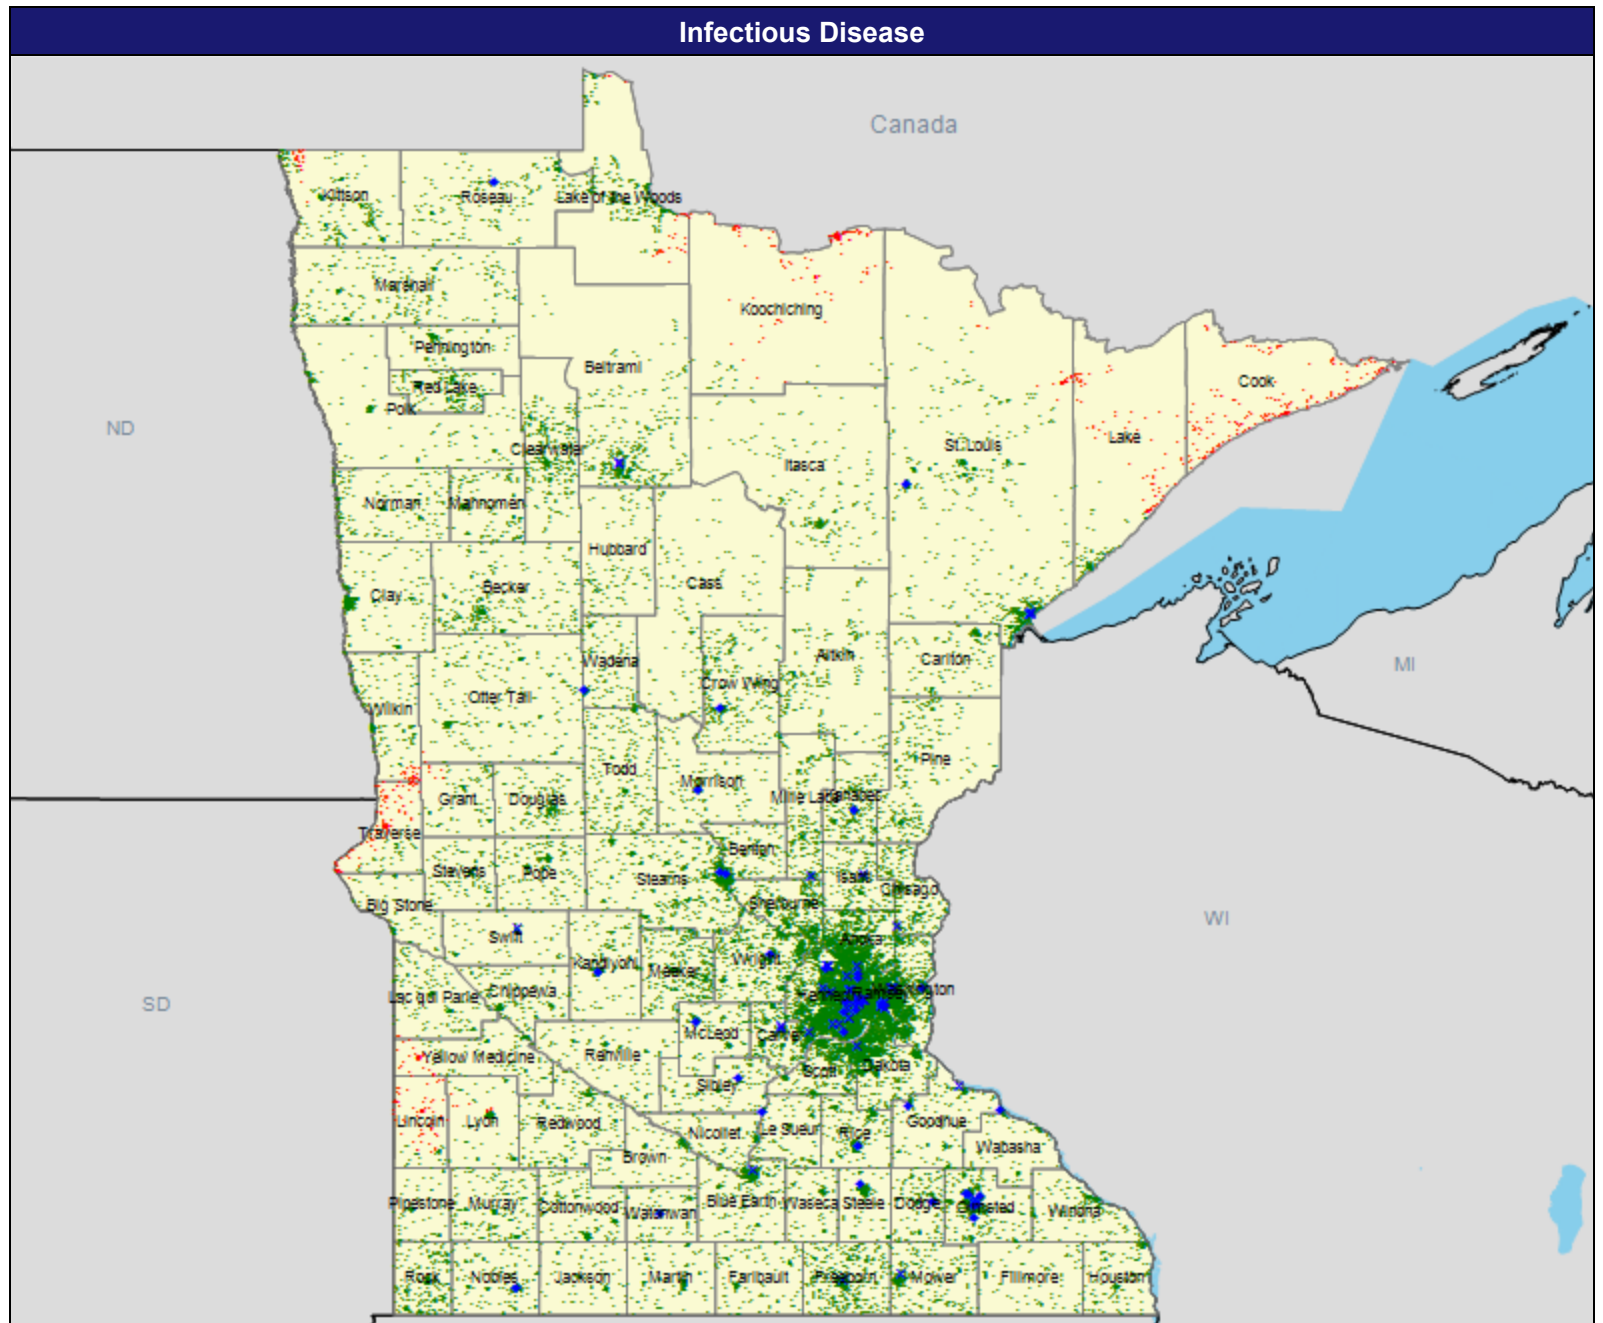 Infectious Disease
Canada
Kittson
Roseau
Lake of the Woods
Marshall
Koochiching
Pennington
Beltrami
Red Lake
Cook
Polk
ND
Clearwater
St. Louis
Lake
Itasca
Norman
Mahnomen
Hubbard
Cass
Becker
Clay
Aitkin
Carlton
Wadena
MI
Crow Wing
Otter Tail
Wilkin
Pine
Todd
Morrison
Grant
Douglas
Mille Lacs
Kanabec
Traverse
Benton
Stevens
Pope
Stearns
Isanti
Chisago
Big Stone
Sherburne
WI
Swift
Anoka
Wright
Kandiyohi
Meeker
Lac qui Parle
Chippewa
Hennepin
Ramsey
Washington
SD
McLeod
Carver
Yellow Medicine
Renville
Scott
Dakota
Sibley
Lincoln
Lyon
Redwood
Nicollet
Le Sueur
Rice
Goodhue
Wabasha
Brown
Pipestone
Murray
Cottonwood
Watonwan
Blue Earth
Waseca
Steele
Dodge
Olmsted
Winona
Rock
Nobles
Jackson
Martin
Faribault
Freeborn
Mower
Fillmore
Houston